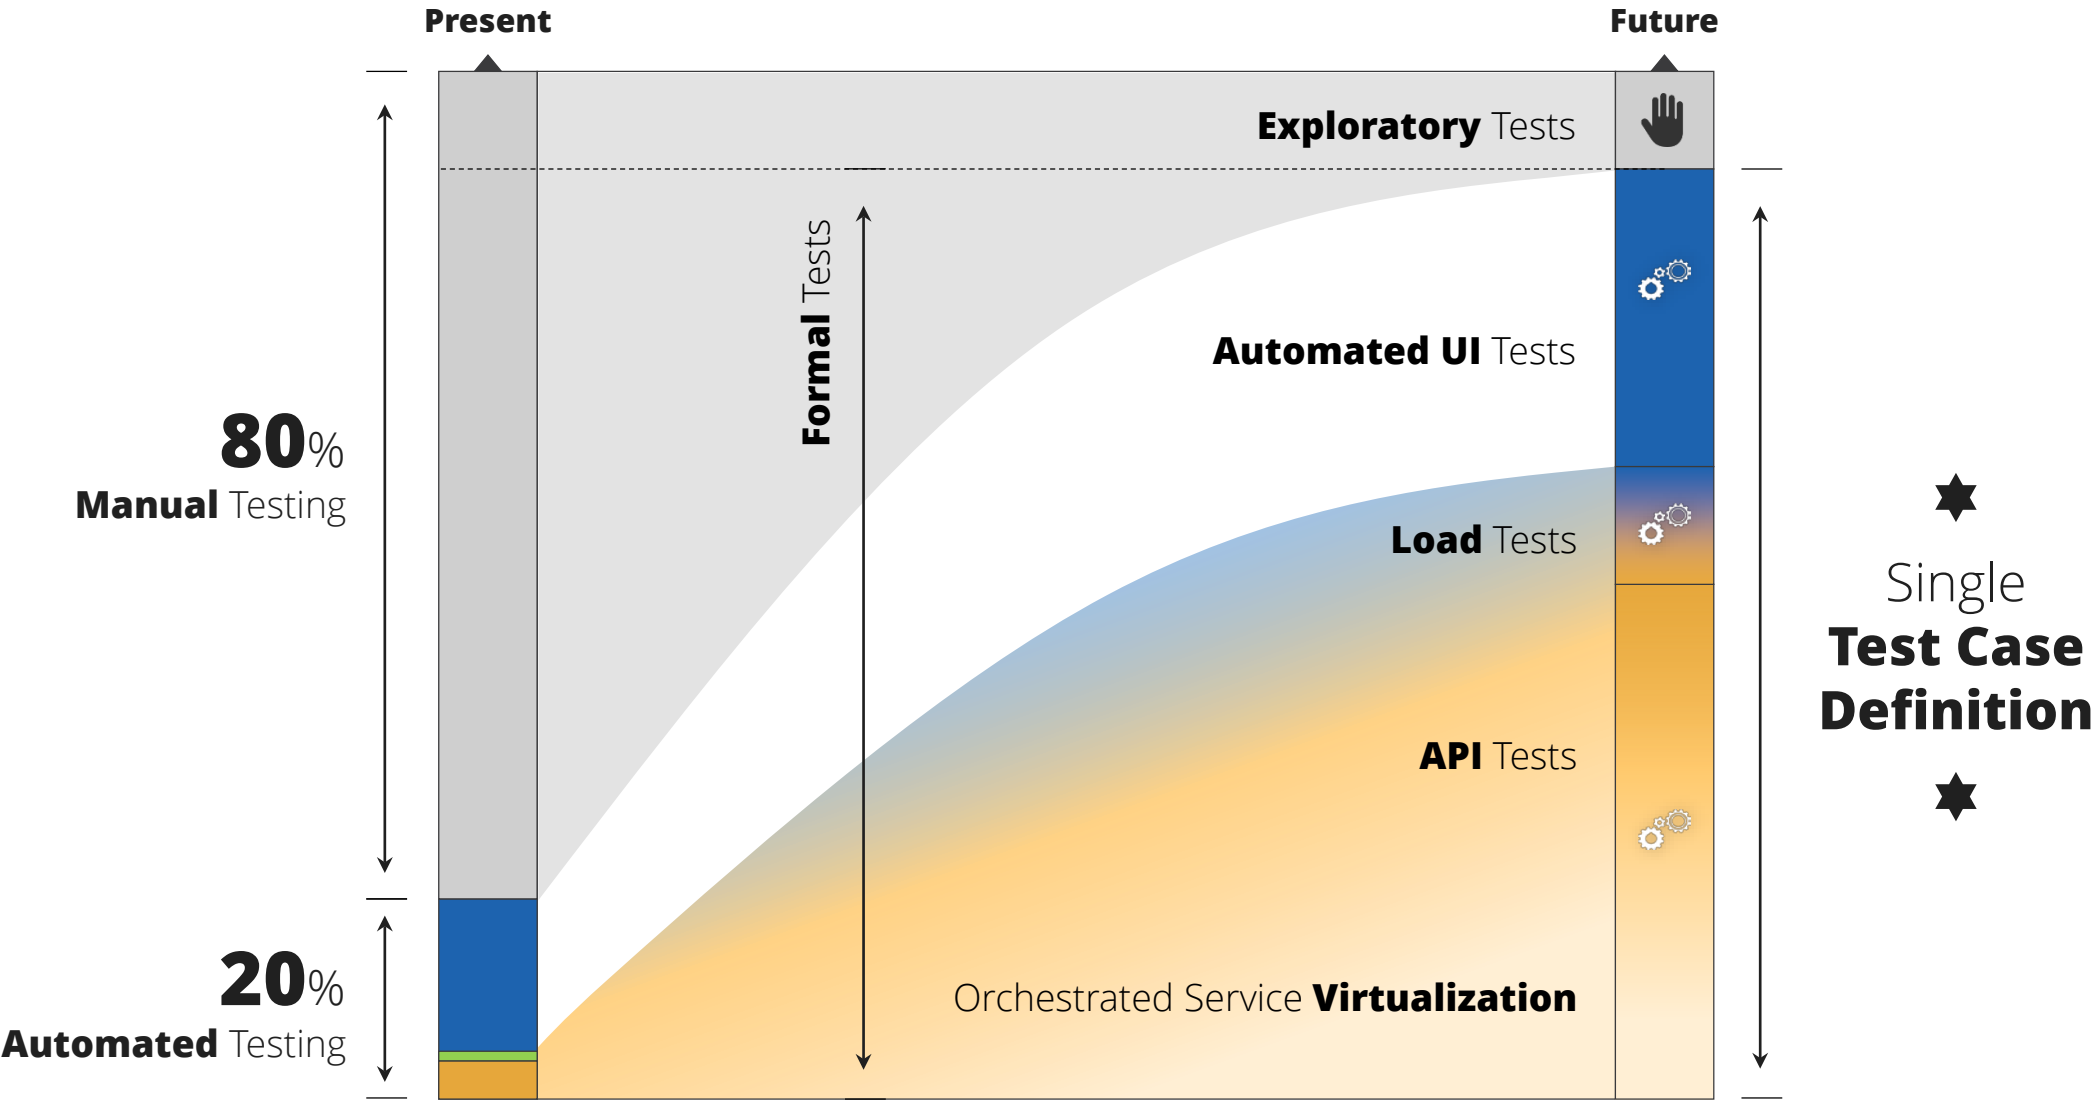 Present
Future
Exploratory Tests
Formal Tests
Automated UI Tests
80%
Manual Testing
Load Tests
Single
Test Case
Definition
API Tests
20%
Automated Testing
Orchestrated Service Virtualization